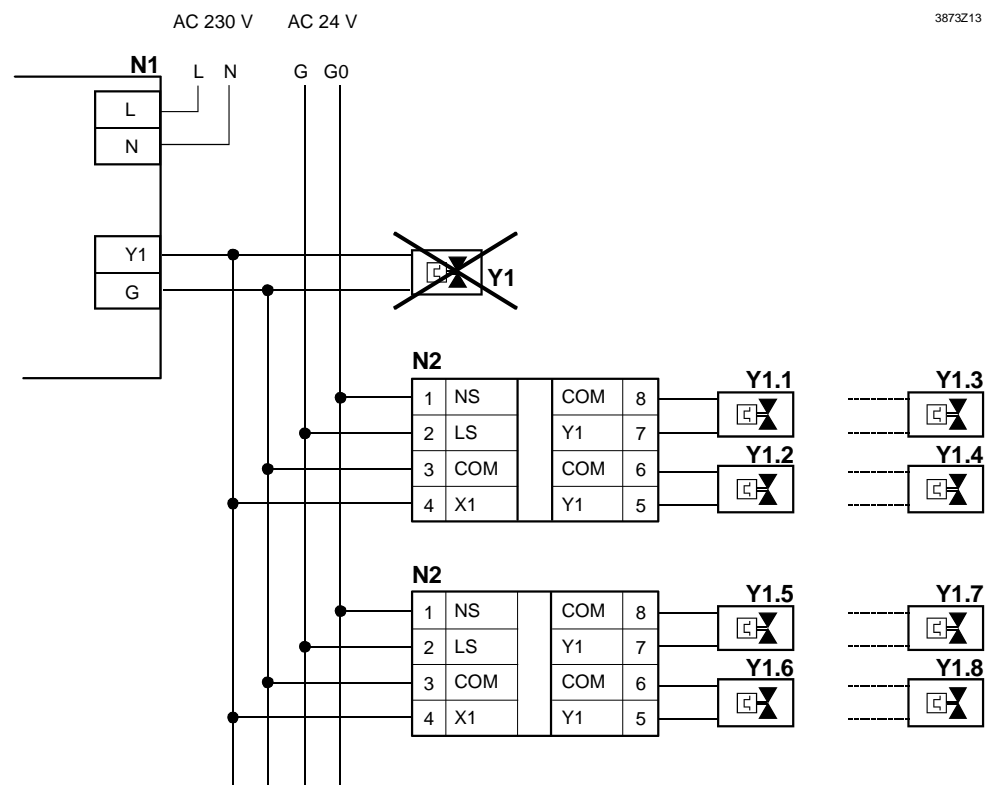 AC 230 V AC 24 V 3873Z13
N1 L N G G0
L
N
Y1
G
Y1
N2
1 NS COM 8
2 LS Y1 7
3 COM COM 6
4 X1 Y1 5
Y1.1 Y1.3
Y1.2 Y1.4
N2
1 NS COM 8
2 LS Y1 7
3 COM COM 6
4 X1 Y1 5
Y1.5 Y1.7
Y1.6 Y1.8